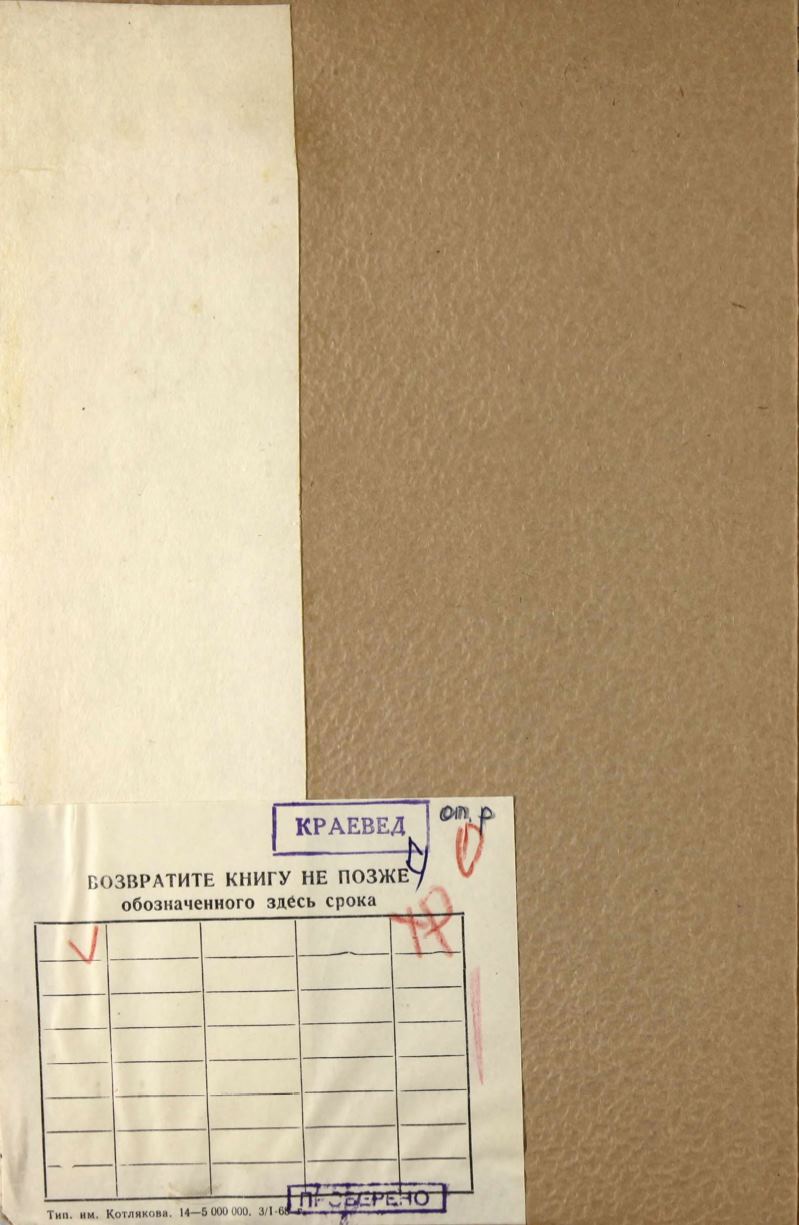 КРАЕВЕД
оп. р
ВОЗВРАТИТЕ КНИГУ НЕ ПОЗЖЕ
обозначенного здесь срока
ПРОВЕРЕНО
Тип. им. Котлякова. 14—5 000 000. 3/I-68 г.